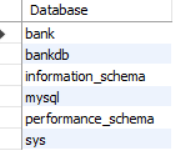 Database
bank
bankdb
information_schema
mysql
performance_schema
sys